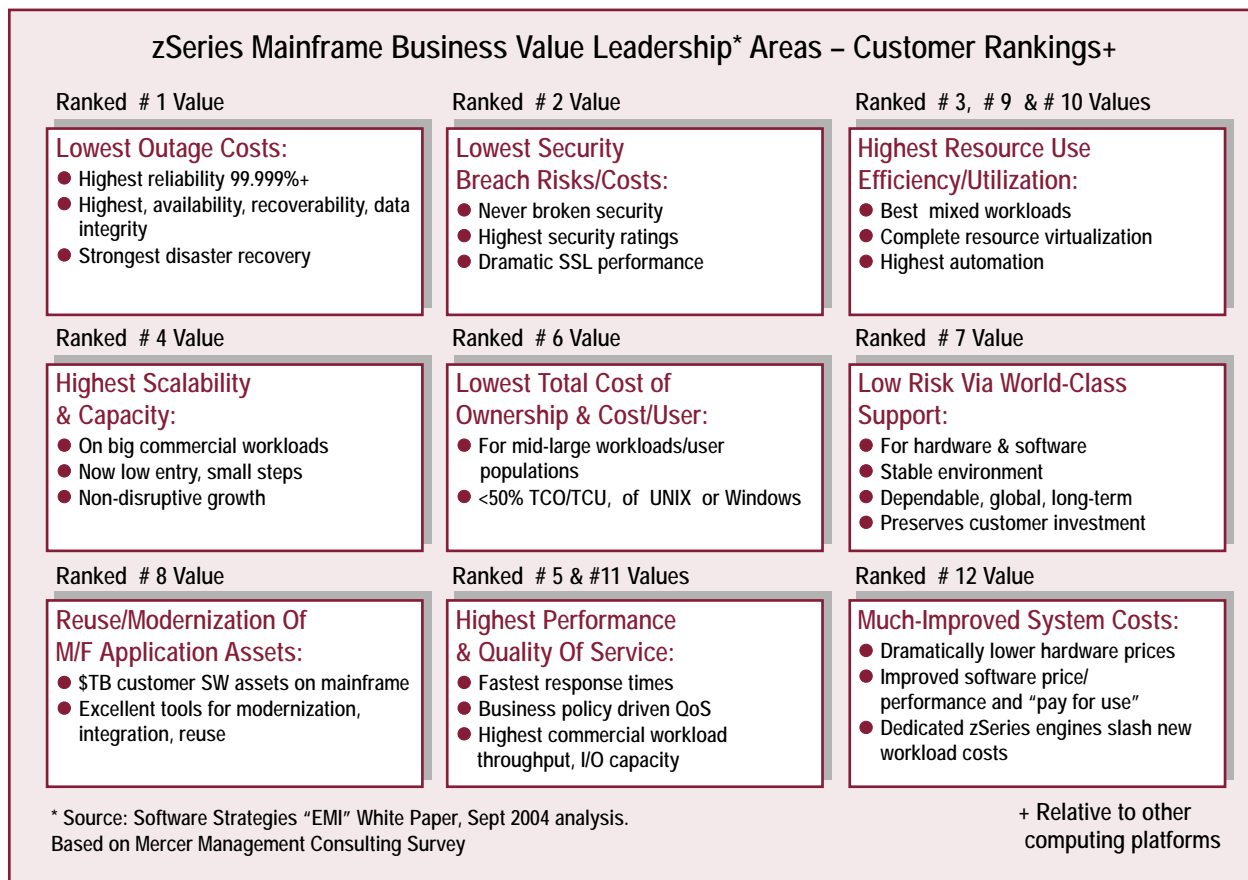 zSeries Mainframe Business Value Leadership* Areas – Customer Rankings+
Ranked # 1 Value
Lowest Outage Costs:
● Highest reliability 99.999%+
● Highest, availability, recoverability, data
integrity
● Strongest disaster recovery
Ranked # 2 Value
Lowest Security
Breach Risks/Costs:
● Never broken security
● Highest security ratings
● Dramatic SSL performance
Ranked # 3, # 9 & # 10 Values
Highest Resource Use
Efficiency/Utilization:
● Best mixed workloads
● Complete resource virtualization
● Highest automation
Ranked # 4 Value
Highest Scalability
& Capacity:
● On big commercial workloads
● Now low entry, small steps
● Non-disruptive growth
Ranked # 6 Value
Lowest Total Cost of
Ownership & Cost/User:
● For mid-large workloads/user
populations
● <50% TCO/TCU, of UNIX or Windows
Ranked # 7 Value
Low Risk Via World-Class
Support:
● For hardware & software
● Stable environment
● Dependable, global, long-term
● Preserves customer investment
Ranked # 8 Value
Reuse/Modernization Of
M/F Application Assets:
● $TB customer SW assets on mainframe
● Excellent tools for modernization,
integration, reuse
Ranked # 5 & #11 Values
Highest Performance
& Quality Of Service:
● Fastest response times
● Business policy driven QoS
● Highest commercial workload
throughput, I/O capacity
Ranked # 12 Value
Much-Improved System Costs:
● Dramatically lower hardware prices
● Improved software price/
performance and “pay for use”
● Dedicated zSeries engines slash new
workload costs
* Source: Software Strategies “EMI” White Paper, Sept 2004 analysis.
Based on Mercer Management Consulting Survey
+ Relative to other
computing platforms